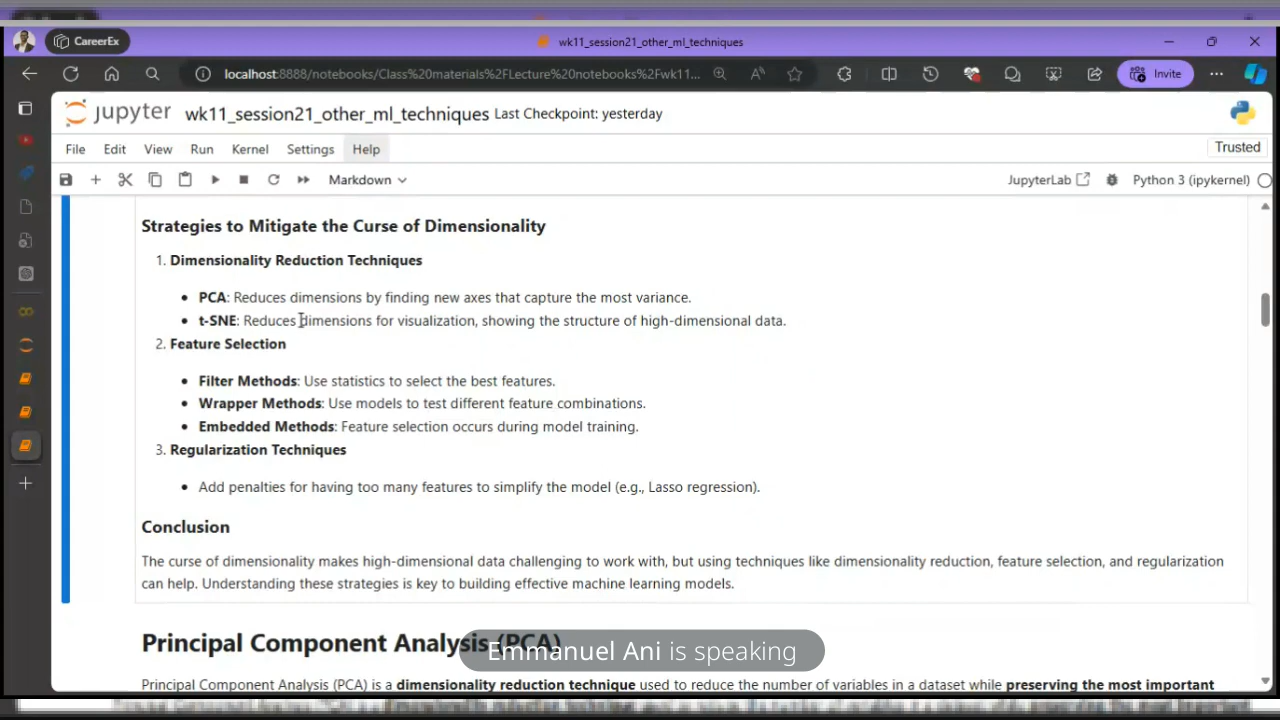 CareerEx
wk11_session21_other_ml_techniques
localhost:8888/notebooks/Class%20materials%2FLecture%20notebooks%2Fwk11...
Invite
jupyter wk11_session21_other_ml_techniques Last Checkpoint: yesterday
File Edit View Run Kernel Settings Help
Trusted
Markdown
JupyterLab
Python 3 (ipykernel)
Strategies to Mitigate the Curse of Dimensionality
1. Dimensionality Reduction Techniques
• PCA: Reduces dimensions by finding new axes that capture the most variance.
• t-SNE: Reduces dimensions for visualization, showing the structure of high-dimensional data.
2. Feature Selection
• Filter Methods: Use statistics to select the best features.
• Wrapper Methods: Use models to test different feature combinations.
• Embedded Methods: Feature selection occurs during model training.
3. Regularization Techniques
• Add penalties for having too many features to simplify the model (e.g., Lasso regression).
Conclusion
The curse of dimensionality makes high-dimensional data challenging to work with, but using techniques like dimensionality reduction, feature selection, and regularization
can help. Understanding these strategies is key to building effective machine learning models.
Principal Component Analysis (PCA)
Emmanuel Ani is speaking
Principal Component Analysis (PCA) is a dimensionality reduction technique used to reduce the number of variables in a dataset while preserving the most important